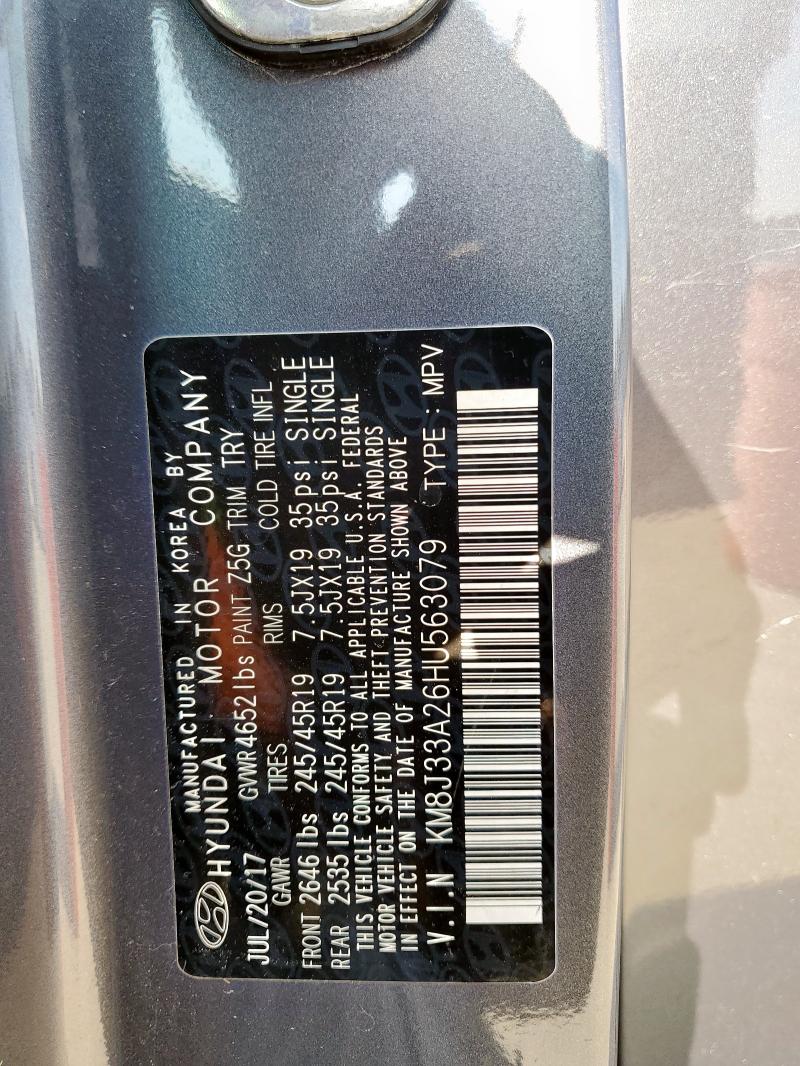 MANUFACTURED IN KOREA BY
HYUNDAI MOTOR COMPANY
JUL/20/17 GVWR 4652lbs PAINT Z5G TRIM TRY
GAWR TIRES RIMS COLD TIRE INFL
FRONT 2646 lbs 245/45R19 7.5JX19 35psi SINGLE
REAR 2535 lbs 245/45R19 7.5JX19 35psi SINGLE
THIS VEHICLE CONFORMS TO ALL APPLICABLE U.S.A. FEDERAL
MOTOR VEHICLE SAFETY AND THEFT PREVENTION STANDARDS
IN EFFECT ON THE DATE OF MANUFACTURE SHOWN ABOVE
V.I.N KM8J33A26HU563079 TYPE : MPV